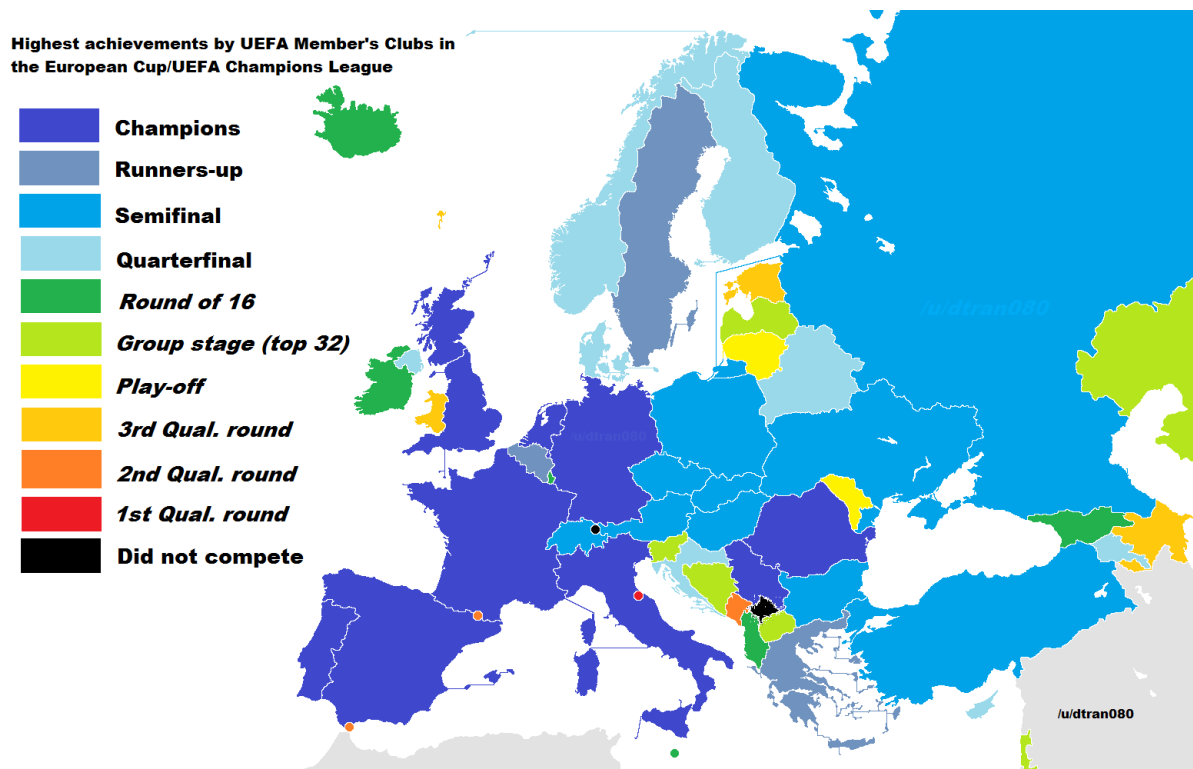 Highest achievements by UEFA Member's Clubs in
the European Cup/UEFA Champions League
Champions
Runners-up
Semifinal
Quarterfinal
Round of 16
Group stage (top 32)
Play-off
3rd Qual. round
2nd Qual. round
1st Qual. round
Did not compete
/u/dtran080
/u/dtran080
/u/dtran080